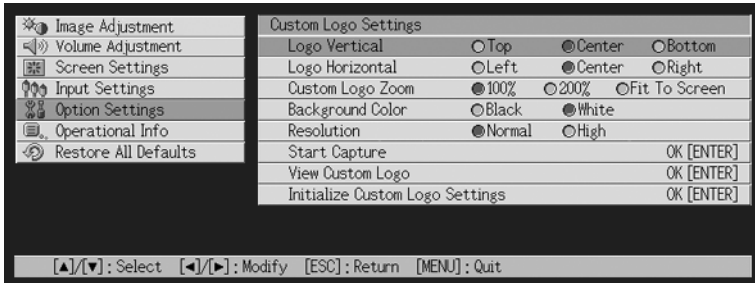 Image Adjustment
Volume Adjustment
Screen Settings
Input Settings
Option Settings
Operational Info
Restore All Defaults
Custom Logo Settings
Logo Vertical Top Center Bottom
Logo Horizontal Left Center Right
Custom Logo Zoom 100% 200% Fit To Screen
Background Color Black White
Resolution Normal High
Start Capture OK [ENTER]
View Custom Logo OK [ENTER]
Initialize Custom Logo Settings OK [ENTER]
[▲]/[▼]:Select [◀]/[▶]:Modify [ESC]:Return [MENU]:Quit